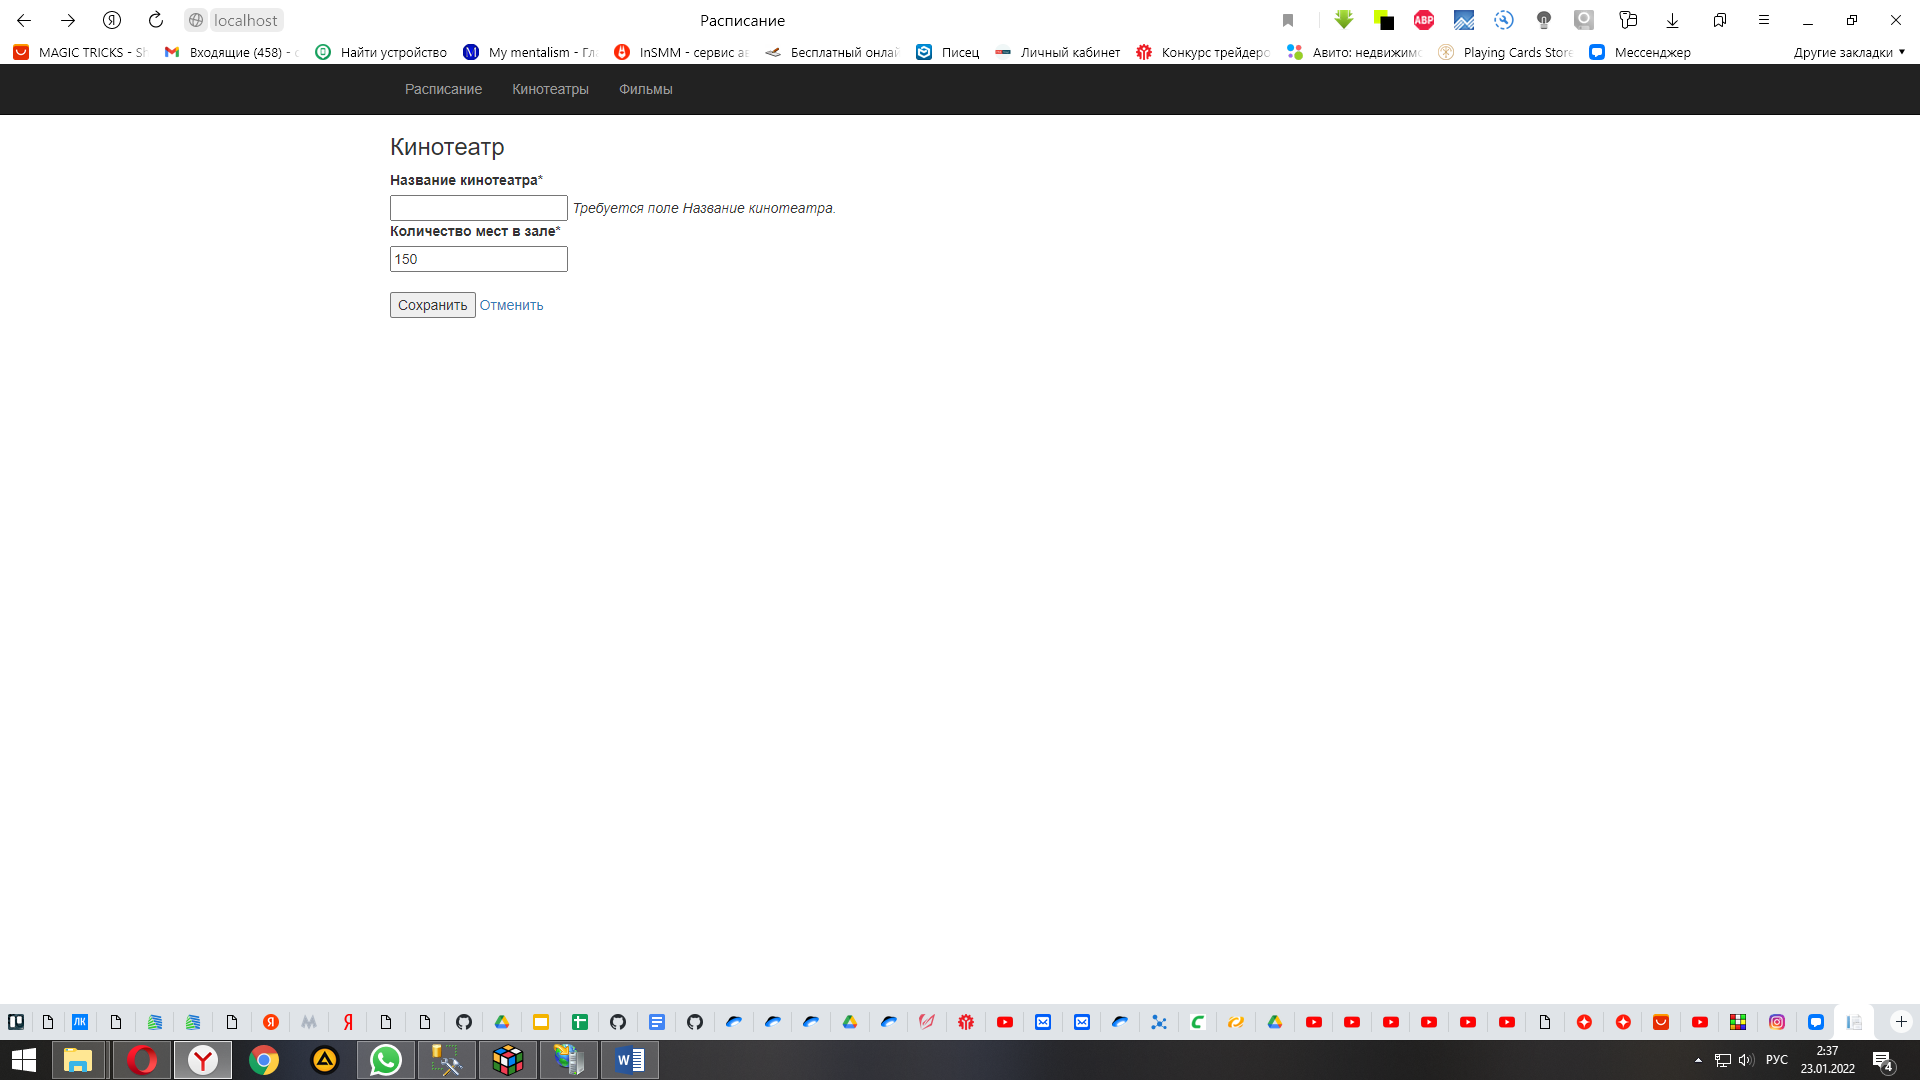 localhost
Расписание
MAGIC TRICKS - Sh
Входящие (458) - с
Найти устройство
My mentalism - Гла
InSMM - сервис ав
Бесплатный онлай
Писец
Личный кабинет
Конкурс трейдеро
Авито: недвижимо
Playing Cards Store
Мессенджер
Другие закладки
Расписание Кинотеатры Фильмы
Кинотеатр
Название кинотеатра*
Требуется поле Название кинотеатра.
Количество мест в зале*
150
Сохранить Отменить
РУС
2:37
23.01.2022
4